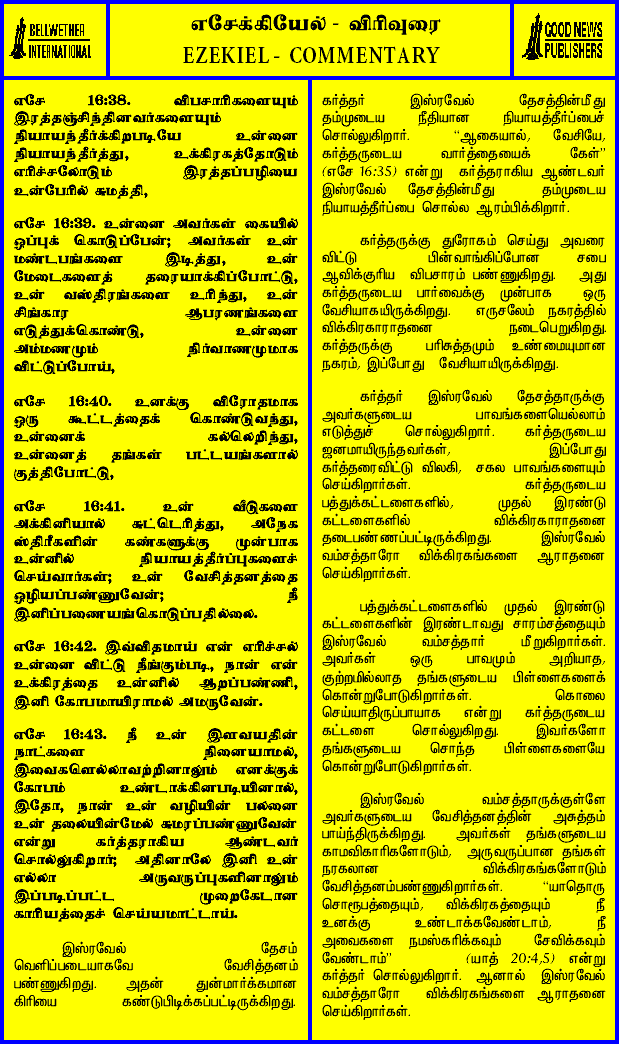 BELLWETHER
INTERNATIONAL
எசேக்கியேல் - விரிவுரை
EZEKIEL - COMMENTARY
GOOD NEWS
PUBLISHERS
எசே 16:38. விபசாரிகளையும்
இரத்தஞ்சிந்தினவர்களையும்
நியாயந்தீர்க்கிறபடியே உன்னை
நியாயந்தீர்த்து, உக்கிரகத்தோடும்
எரிச்சலோடும் இரத்தப்பழியை
உன்பேரில் சுமத்தி,
எசே 16:39. உன்னை அவர்கள் கையில்
ஒப்புக் கொடுப்பேன்; அவர்கள் உன்
மண்டபங்களை இடித்து, உன்
மேடைகளைத் தரையாக்கிப்போட்டு,
உன் வஸ்திரங்களை உரிந்து, உன்
சிங்கார ஆபரணங்களை
எடுத்துக்கொண்டு, உன்னை
அம்மணமும் நிர்வாணமுமாக
விட்டுப்போய்,
எசே 16:40. உனக்கு விரோதமாக
ஒரு கூட்டத்தைக் கொண்டுவந்து,
உன்னைக் கல்லெறிந்து,
உன்னைத் தங்கள் பட்டயங்களால்
குத்திபோட்டு,
எசே 16:41. உன் வீடுகளை
அக்கினியால் சுட்டெரித்து, அநேக
ஸ்திரீகளின் கண்களுக்கு முன்பாக
உன்னில் நியாயத்தீர்ப்புகளைச்
செய்வார்கள்; உன் வேசித்தனத்தை
ஒழியப்பண்ணுவேன்; நீ
இனிப்பணையங்கொடுப்பதில்லை.
எசே 16:42. இவ்விதமாய் என் எரிச்சல்
உன்னை விட்டு நீங்கும்படி, நான் என்
உக்கிரத்தை உன்னில் ஆறப்பண்ணி,
இனி கோபமாயிராமல் அமருவேன்.
எசே 16:43. நீ உன் இளவயதின்
நாட்களை நினையாமல்,
இவைகளெல்லாவற்றினாலும் எனக்குக்
கோபம் உண்டாக்கினபடியினால்,
இதோ, நான் உன் வழியின் பலனை
உன் தலையின்மேல் சுமரப்பண்ணுவேன்
என்று கர்த்தராகிய ஆண்டவர்
சொல்லுகிறார்; அதினாலே இனி உன்
எல்லா அருவருப்புகளினாலும்
இப்படிப்பட்ட முறைகேடான
காரியத்தைச் செய்யமாட்டாய்.
இஸ்ரவேல் தேசம்
வெளிப்படையாகவே வேசித்தனம்
பண்ணுகிறது. அதன் துன்மார்க்கமான
கிரியை கண்டுபிடிக்கப்பட்டிருக்கிறது.
கர்த்தர் இஸ்ரவேல் தேசத்தின்மீது
தம்முடைய நீதியான நியாயத்தீர்ப்பைச்
சொல்லுகிறார். “ஆகையால், வேசியே,
கர்த்தருடைய வார்த்தையைக் கேள்”
(எசே 16:35) என்று கர்த்தராகிய ஆண்டவர்
இஸ்ரவேல் தேசத்தின்மீது தம்முடைய
நியாயத்தீர்ப்பை சொல்ல ஆரம்பிக்கிறார்.
கர்த்தருக்கு துரோகம் செய்து அவரை
விட்டு பின்வாங்கிப்போன சபை
ஆவிக்குரிய விபசாரம் பண்ணுகிறது. அது
கர்த்தருடைய பார்வைக்கு முன்பாக ஒரு
வேசியாகயிருக்கிறது. எருசலேம் நகரத்தில்
விக்கிரகாராதனை நடைபெறுகிறது.
கர்த்தருக்கு பரிசுத்தமும் உண்மையுமான
நகரம், இப்போது வேசியாயிருக்கிறது.
கர்த்தர் இஸ்ரவேல் தேசத்தாருக்கு
அவர்களுடைய பாவங்களையெல்லாம்
எடுத்துச் சொல்லுகிறார். கர்த்தருடைய
ஜனமாயிருந்தவர்கள், இப்போது
கர்த்தரைவிட்டு விலகி, சகல பாவங்களையும்
செய்கிறார்கள். கர்த்தருடைய
பத்துக்கட்டளைகளில், முதல் இரண்டு
கட்டளைகளில் விக்கிரகாராதனை
தடைபண்ணப்பட்டிருக்கிறது. இஸ்ரவேல்
வம்சத்தாரோ விக்கிரகங்களை ஆராதனை
செய்கிறார்கள்.
பத்துக்கட்டளைகளில் முதல் இரண்டு
கட்டளைகளின் இரண்டாவது சாராம்சத்தையும்
இஸ்ரவேல் வம்சத்தார் மீறுகிறார்கள்.
அவர்கள் ஒரு பாவமும் அறியாத,
குற்றமில்லாத தங்களுடைய பிள்ளைகளைக்
கொன்றுபோடுகிறார்கள். கொலை
செய்யாதிருப்பாயாக என்று கர்த்தருடைய
கட்டளை சொல்லுகிறது. இவர்களோ
தங்களுடைய சொந்த பிள்ளைகளையே
கொன்றுபோடுகிறார்கள்.
இஸ்ரவேல் வம்சத்தாருக்குள்ளே
அவர்களுடைய வேசித்தனத்தின் அசுத்தம்
பாய்ந்திருக்கிறது. அவர்கள் தங்களுடைய
காமவிகாரிகளோடும், அருவருப்பான தங்கள்
நரகலான விக்கிரகங்களோடும்
வேசித்தனம்பண்ணுகிறார்கள். “யாதொரு
சொரூபத்தையும், விக்கிரகத்தையும் நீ
உனக்கு உண்டாக்கவேண்டாம், நீ
அவைகளை நமஸ்கரிக்கவும் சேவிக்கவும்
வேண்டாம்” (யாத் 20:4,5) என்று
கர்த்தர் சொல்லுகிறார். ஆனால் இஸ்ரவேல்
வம்சத்தாரோ விக்கிரகங்களை ஆராதனை
செய்கிறார்கள்.